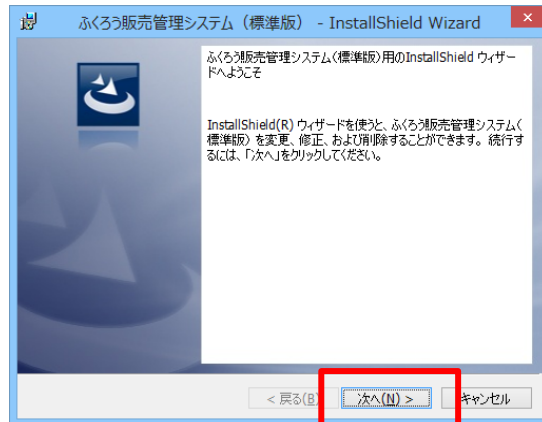 ふくろう販売管理システム（標準版） - InstallShield Wizard
ふくろう販売管理システム(標準版)用のInstallShield ウィザー
ドへようこそ
InstallShield(R) ウィザードを使うと、ふくろう販売管理システム(
標準版) を変更、修正、および削除することができます。続行す
るには、「次へ」をクリックしてください。
< 戻る(B) 次へ(N) > キャンセル